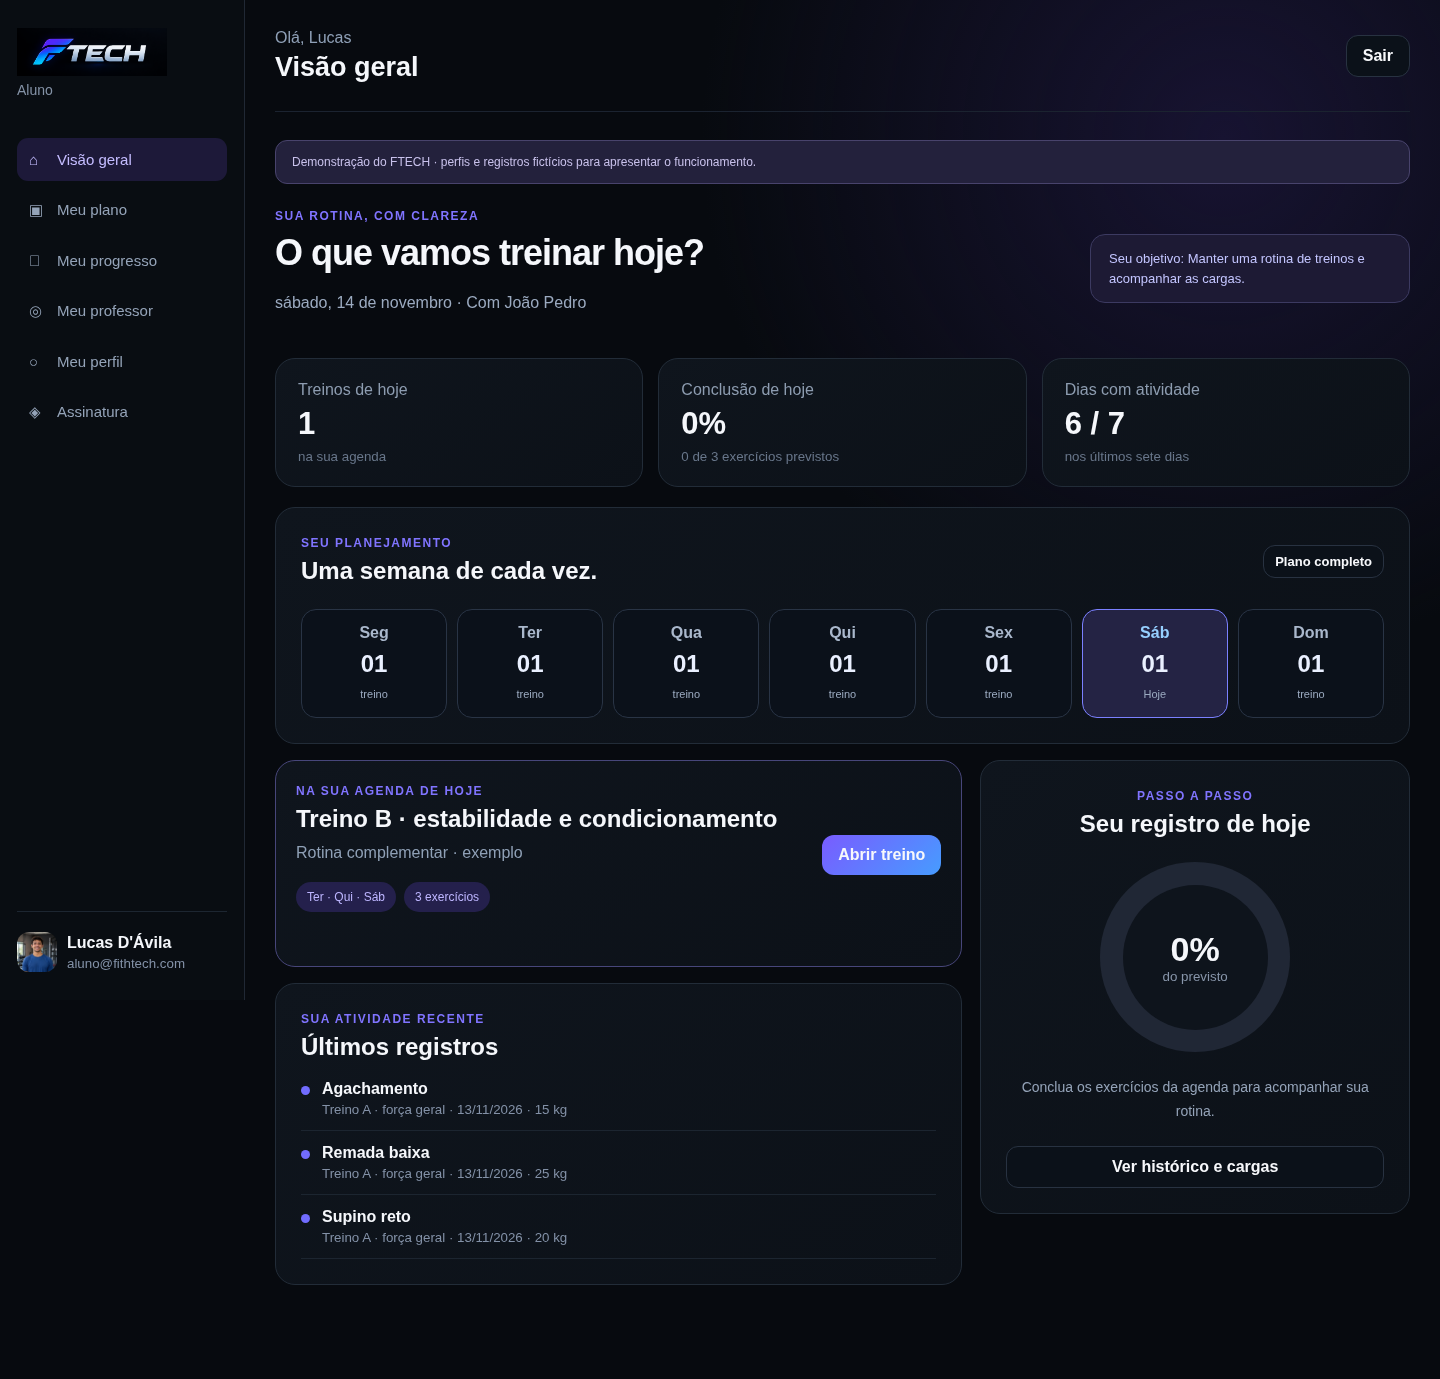 FTECH
Aluno
Visão geral
Meu plano
Meu progresso
Meu professor
Meu perfil
Assinatura
Lucas D'Ávila
aluno@fithtech.com
Olá, Lucas
Visão geral
Sair
Demonstração do FTECH · perfis e registros fictícios para apresentar o funcionamento.
SUA ROTINA, COM CLAREZA
O que vamos treinar hoje?
sábado, 14 de novembro · Com João Pedro
Seu objetivo: Manter uma rotina de treinos e
acompanhar as cargas.
Treinos de hoje
1
na sua agenda
Conclusão de hoje
0%
0 de 3 exercícios previstos
Dias com atividade
6 / 7
nos últimos sete dias
SEU PLANEJAMENTO
Uma semana de cada vez.
Plano completo
Seg
01
treino
Ter
01
treino
Qua
01
treino
Qui
01
treino
Sex
01
treino
Sáb
01
Hoje
Dom
01
treino
NA SUA AGENDA DE HOJE
Treino B · estabilidade e condicionamento
Rotina complementar · exemplo
Ter · Qui · Sáb
3 exercícios
Abrir treino
PASSO A PASSO
Seu registro de hoje
0%
do previsto
Conclua os exercícios da agenda para acompanhar sua
rotina.
Ver histórico e cargas
SUA ATIVIDADE RECENTE
Últimos registros
Agachamento
Treino A · força geral · 13/11/2026 · 15 kg
Remada baixa
Treino A · força geral · 13/11/2026 · 25 kg
Supino reto
Treino A · força geral · 13/11/2026 · 20 kg